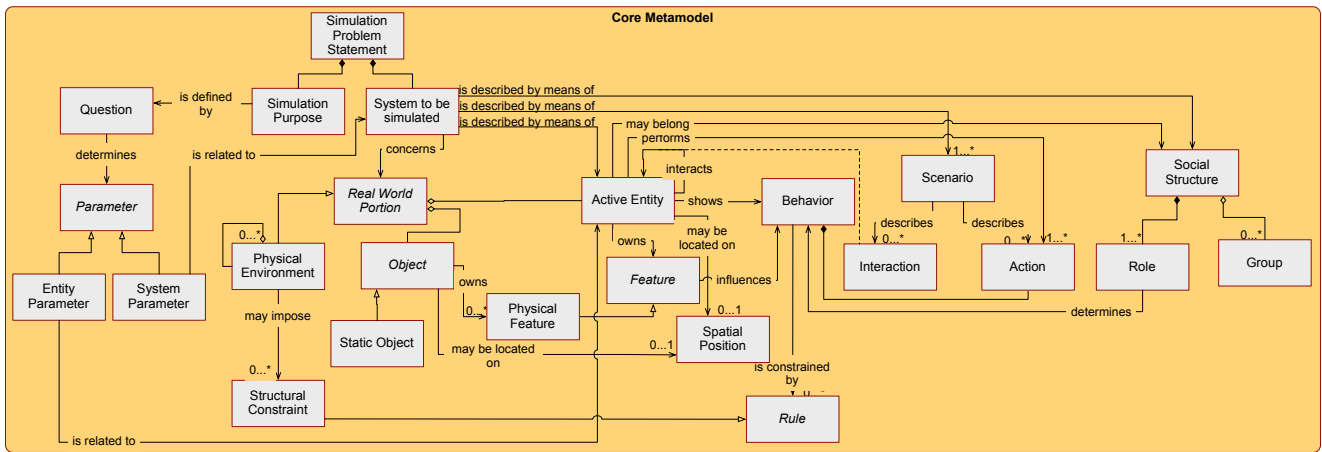 Core Metamodel
Simulation
Problem
Statement
Question
is defined
by
Simulation
Purpose
System to be
simulated
is described by means of
is described by means of
is described by means of
may belong
performs
determines
is related to
concerns
interacts
1...*
Scenario
Social
Structure
Parameter
Real World
Portion
Active Entity
shows
Behavior
may be
located on
describes
describes
owns
0...*
0...*
1...*
1...*
0...*
0...*
Physical
Environment
Object
owns
Feature
influences
Interaction
Action
Role
Group
Entity
Parameter
System
Parameter
0...*
Physical
Feature
0...1
determines
may impose
Static Object
may be located
on
0...1
Spatial
Position
is constrained
by
0...*
Structural
Constraint
Rule
is related to